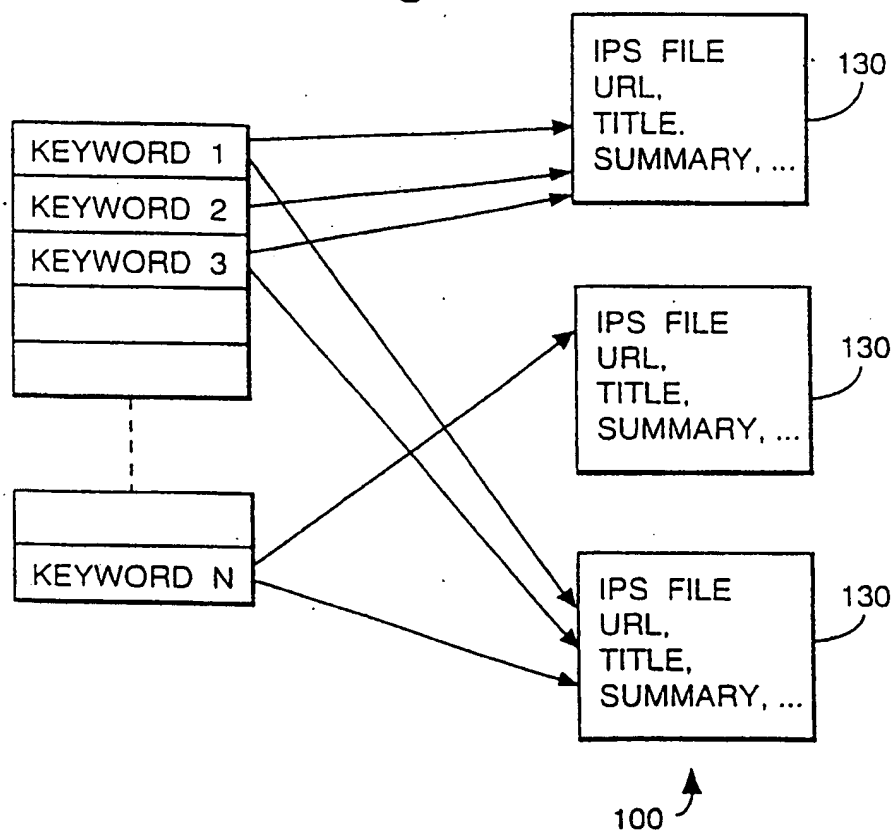 KEYWORD 1
KEYWORD 2
KEYWORD 3
KEYWORD N
IPS FILE
URL,
TITLE.
SUMMARY, ...
130
IPS FILE
URL,
TITLE,
SUMMARY, ...
130
IPS FILE
URL,
TITLE,
SUMMARY, ...
130
100